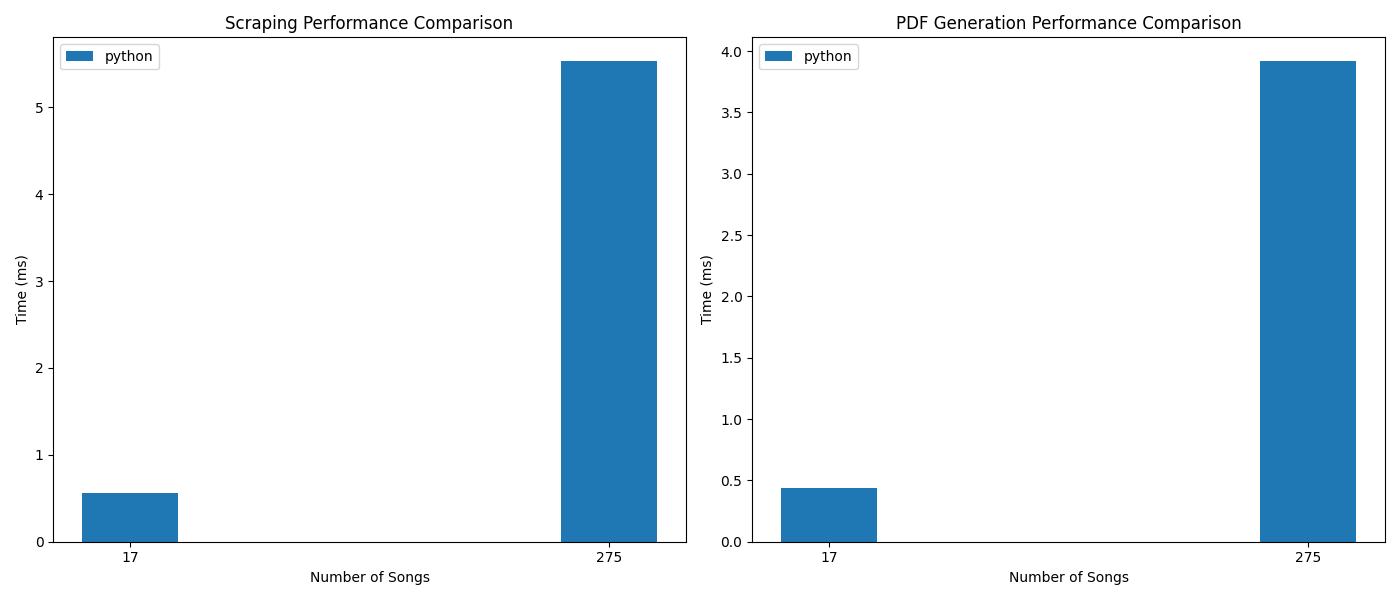 Scraping Performance Comparison
python
5
4
3
2
1
0
Time (ms)
17
275
Number of Songs
PDF Generation Performance Comparison
python
4.0
3.5
3.0
2.5
2.0
1.5
1.0
0.5
0.0
Time (ms)
17
275
Number of Songs